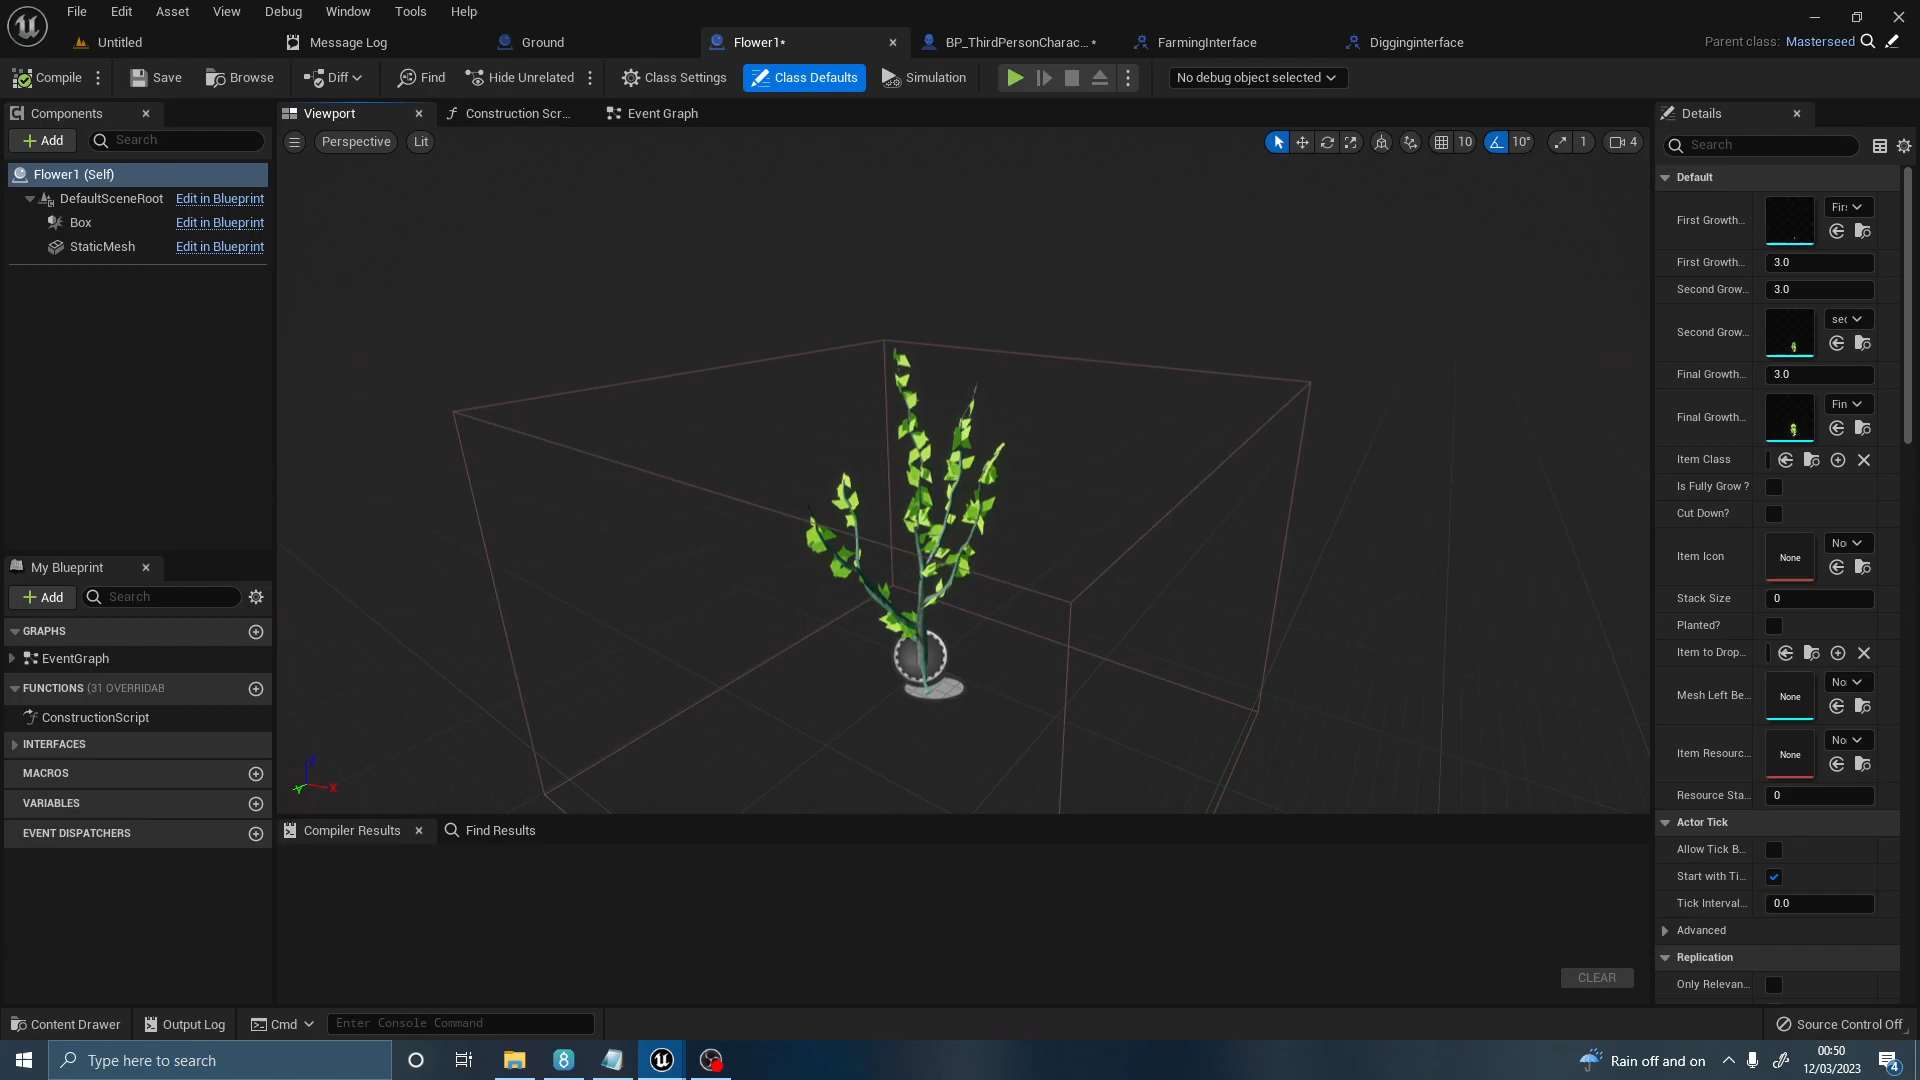 File Edit Asset View Debug Window Tools Help
Untitled Message Log Ground Flower1* BP_ThirdPersonCharac... * FarmingInterface Digginginterface Parent class: Masterseed
Compile Save Browse Diff Find Hide Unrelated Class Settings Class Defaults Simulation No debug object selected
Components
Add Search
Flower1 (Self)
DefaultSceneRoot Edit in Blueprint
Box Edit in Blueprint
StaticMesh Edit in Blueprint
My Blueprint
Add Search
GRAPHS
EventGraph
FUNCTIONS (31 OVERRIDAB
ConstructionScript
INTERFACES
MACROS
VARIABLES
EVENT DISPATCHERS
Viewport Construction Scr... Event Graph
Perspective Lit 10 10° 1 4
Z
X
Y
Compiler Results Find Results
CLEAR
Details
Search
Default
First Growth... Fir
First Growth... 3.0
Second Grow... 3.0
Second Grow... sec
Final Growth... 3.0
Final Growth... Fin
Item Class
Is Fully Grow ?
Cut Down?
Item Icon None No
Stack Size 0
Planted?
Item to Drop...
Mesh Left Be... None No
Item Resourc... None No
Resource Sta... 0
Actor Tick
Allow Tick B...
Start with Ti...
Tick Interval... 0.0
Advanced
Replication
Only Relevan...
Content Drawer Output Log Cmd Enter Console Command Source Control Off
Type here to search Rain off and on 00:50
12/03/2023 4